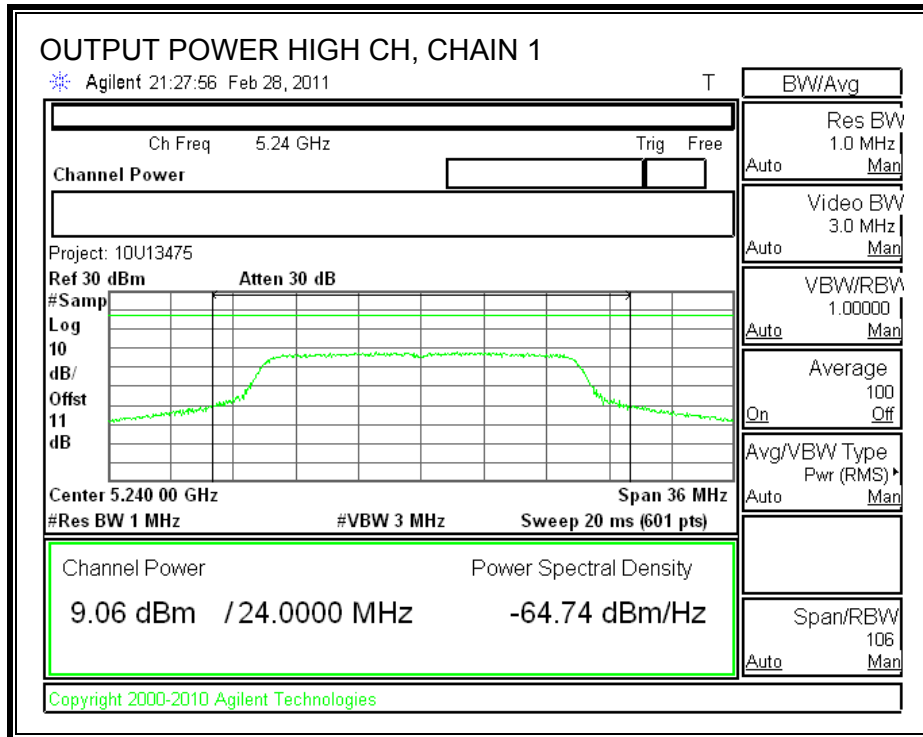 OUTPUT POWER HIGH CH, CHAIN 1
Agilent 21:27:56 Feb 28, 2011 T
Ch Freq 5.24 GHz Trig Free
Channel Power
Project: 10U13475
Ref 30 dBm Atten 30 dB
#Samp
Log
10
dB/
Offst
11
dB
Center 5.240 00 GHz Span 36 MHz
#Res BW 1 MHz #VBW 3 MHz Sweep 20 ms (601 pts)
Channel Power Power Spectral Density
9.06 dBm / 24.0000 MHz -64.74 dBm/Hz
Copyright 2000-2010 Agilent Technologies
BW/Avg
Res BW
1.0 MHz
Auto Man
Video BW
3.0 MHz
Auto Man
VBW/RBW
1.00000
Auto Man
Average
100
On Off
Avg/VBW Type
Pwr (RMS)
Auto Man
Span/RBW
106
Auto Man